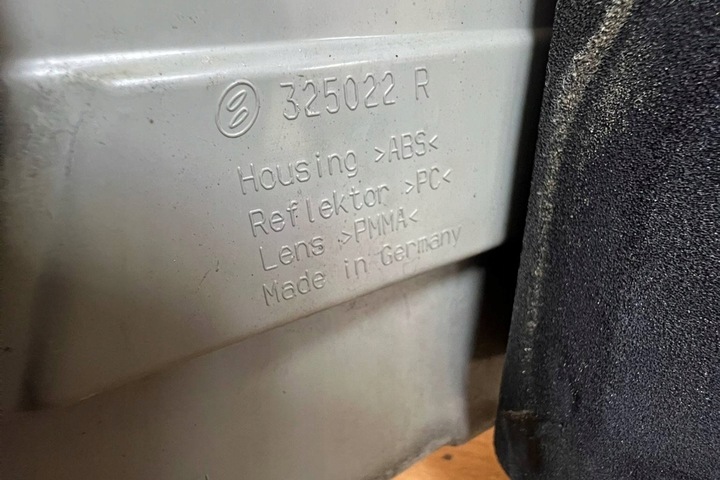 325022 R
Housing >ABS<
Reflektor >PC<
Lens >PMMA<
Made in Germany